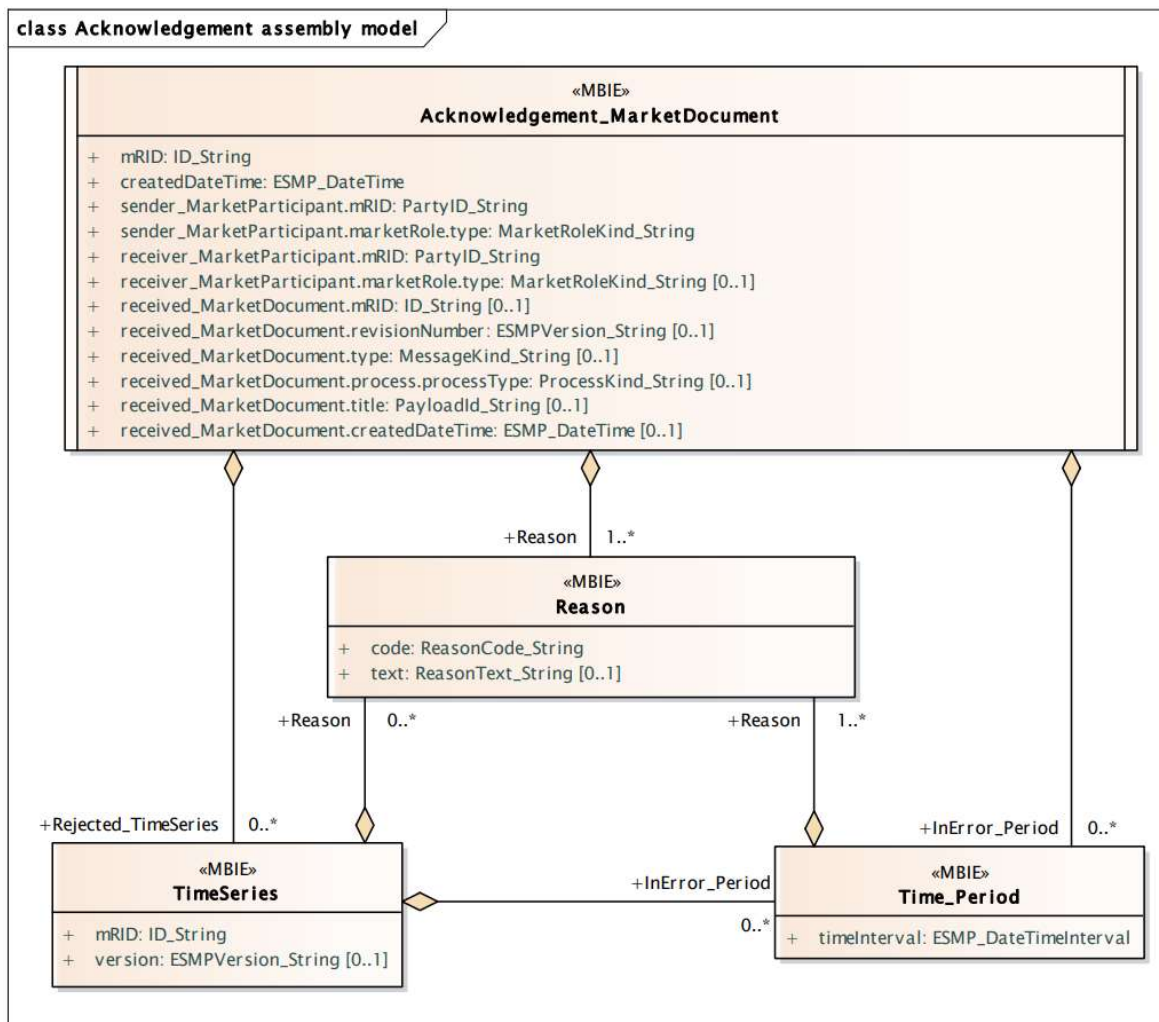 class Acknowledgement assembly model
«MBIE»
Acknowledgement_MarketDocument
+ mRID: ID_String
+ createdDateTime: ESMP_DateTime
+ sender_MarketParticipant.mRID: PartyID_String
+ sender_MarketParticipant.marketRole.type: MarketRoleKind_String
+ receiver_MarketParticipant.mRID: PartyID_String
+ receiver_MarketParticipant.marketRole.type: MarketRoleKind_String [0..1]
+ received_MarketDocument.mRID: ID_String [0..1]
+ received_MarketDocument.revisionNumber: ESMPVersion_String [0..1]
+ received_MarketDocument.type: MessageKind_String [0..1]
+ received_MarketDocument.process.processType: ProcessKind_String [0..1]
+ received_MarketDocument.title: PayloadId_String [0..1]
+ received_MarketDocument.createdDateTime: ESMP_DateTime [0..1]
+Reason 1..*
«MBIE»
Reason
+ code: ReasonCode_String
+ text: ReasonText_String [0..1]
+Reason 0..*
+Reason 1..*
+Rejected_TimeSeries 0..*
+InError_Period 0..*
«MBIE»
TimeSeries
+ mRID: ID_String
+ version: ESMPVersion_String [0..1]
+InError_Period
0..*
«MBIE»
Time_Period
+ timeInterval: ESMP_DateTimeInterval